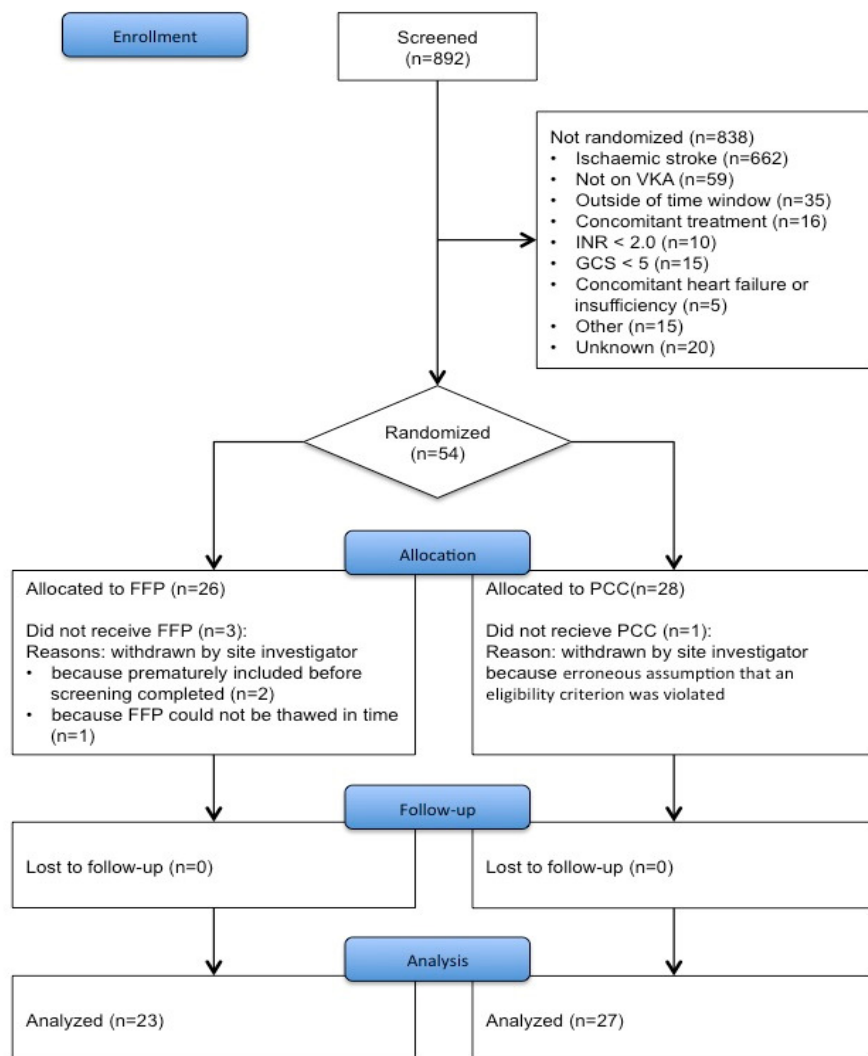 Enrollment
Screened
(n=892)
Not randomized (n=838)
• Ischaemic stroke (n=662)
• Not on VKA (n=59)
• Outside of time window (n=35)
• Concomitant treatment (n=16)
• INR < 2.0 (n=10)
• GCS < 5 (n=15)
• Concomitant heart failure or
insufficiency (n=5)
• Other (n=15)
• Unknown (n=20)
Randomized
(n=54)
Allocation
Allocated to FFP (n=26)
Did not receive FFP (n=3):
Reasons: withdrawn by site investigator
• because prematurely included before
screening completed (n=2)
• because FFP could not be thawed in time
(n=1)
Allocated to PCC(n=28)
Did not recieve PCC (n=1):
Reason: withdrawn by site investigator
because erroneous assumption that an
eligibility criterion was violated
Follow-up
Lost to follow-up (n=0)
Lost to follow-up (n=0)
Analysis
Analyzed (n=23)
Analyzed (n=27)